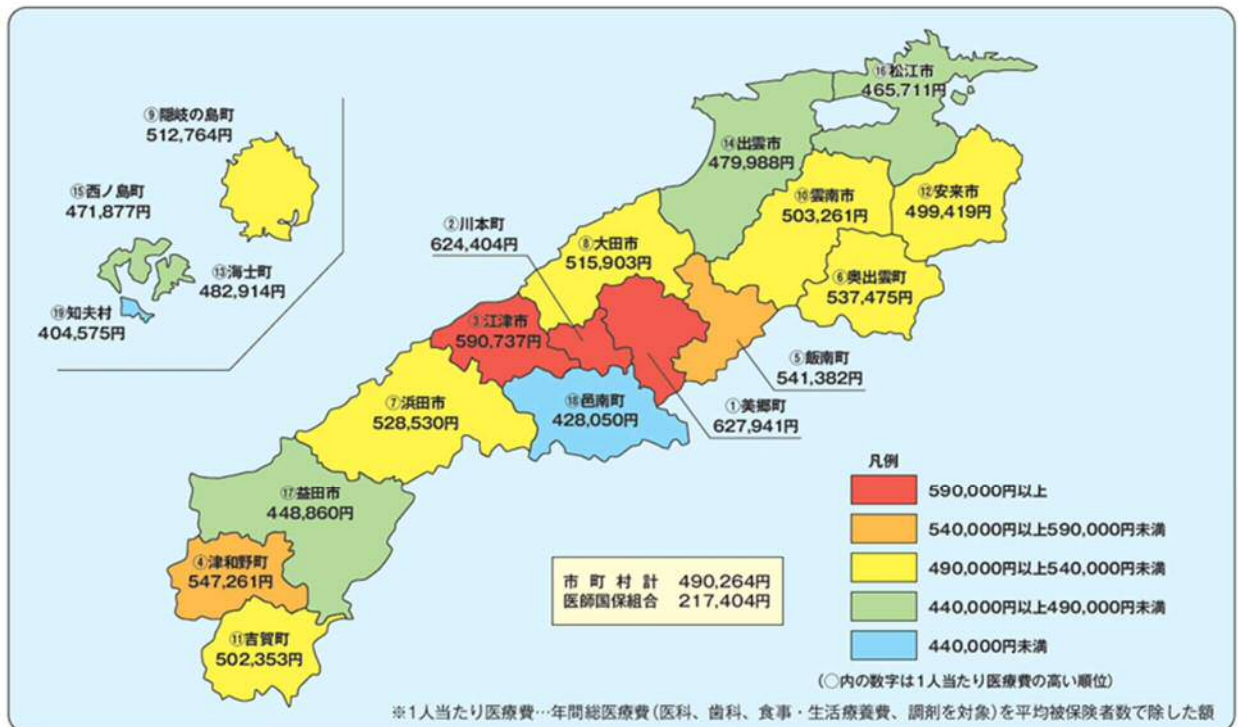 ⑯松江市
465,711円
⑨隠岐の島町
512,764円
⑭出雲市
479,988円
⑮西ノ島町
471,877円
⑩雲南市
503,261円
⑫安来市
499,419円
②川本町
624,404円
⑧大田市
515,903円
⑬海士町
482,914円
⑥奥出雲町
537,475円
⑲知夫村
404,575円
③江津市
590,737円
⑤飯南町
541,382円
⑦浜田市
528,530円
⑱邑南町
428,050円
①美郷町
627,941円
⑰益田市
448,860円
④津和野町
547,261円
⑪吉賀町
502,353円
市町村計 490,264円
医師国保組合 217,404円
凡例
590,000円以上
540,000円以上590,000円未満
490,000円以上540,000円未満
440,000円以上490,000円未満
440,000円未満
(○内の数字は1人当たり医療費の高い順位)
※1人当たり医療費…年間総医療費(医科、歯科、食事・生活療養費、調剤を対象)を平均被保険者数で除した額